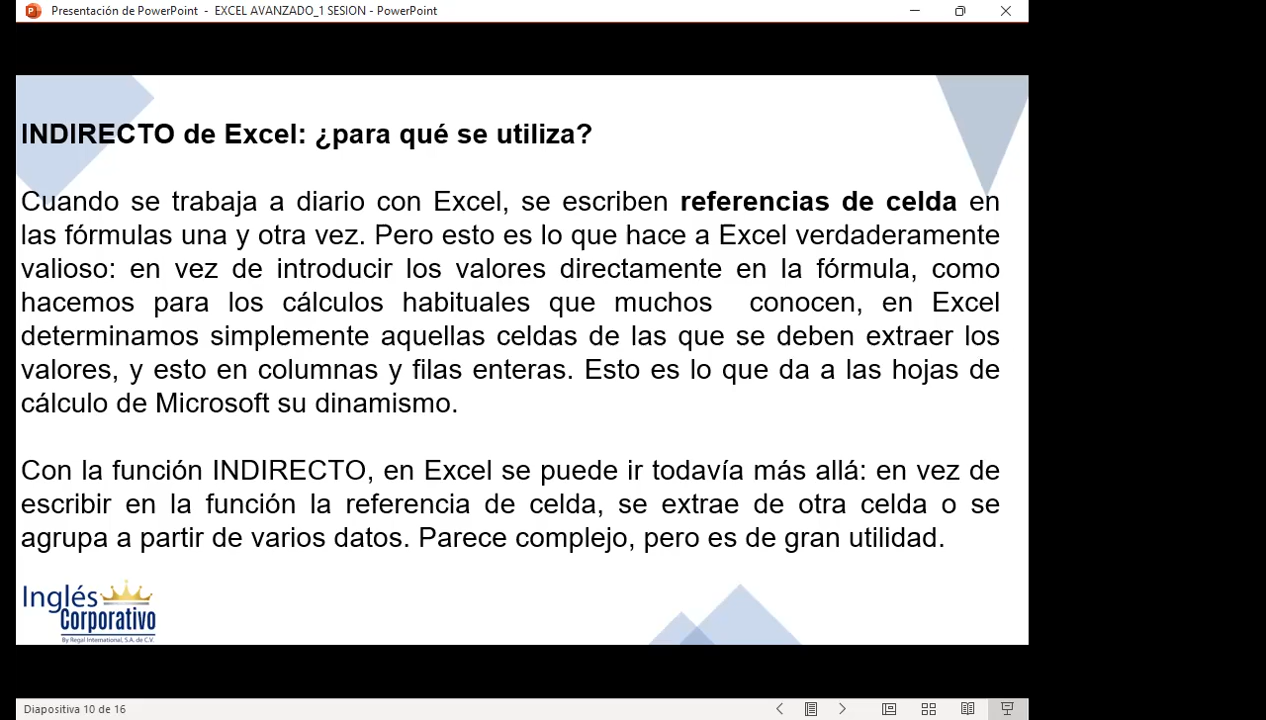 Presentación de PowerPoint - EXCEL AVANZADO_1 SESION - PowerPoint
INDIRECTO de Excel: ¿para qué se utiliza?
Cuando se trabaja a diario con Excel, se escriben referencias de celda en
las fórmulas una y otra vez. Pero esto es lo que hace a Excel verdaderamente
valioso: en vez de introducir los valores directamente en la fórmula, como
hacemos para los cálculos habituales que muchos conocen, en Excel
determinamos simplemente aquellas celdas de las que se deben extraer los
valores, y esto en columnas y filas enteras. Esto es lo que da a las hojas de
cálculo de Microsoft su dinamismo.
Con la función INDIRECTO, en Excel se puede ir todavía más allá: en vez de
escribir en la función la referencia de celda, se extrae de otra celda o se
agrupa a partir de varios datos. Parece complejo, pero es de gran utilidad.
Inglés
Corporativo
By Regal International, S.A. de C.V.
Diapositiva 10 de 16